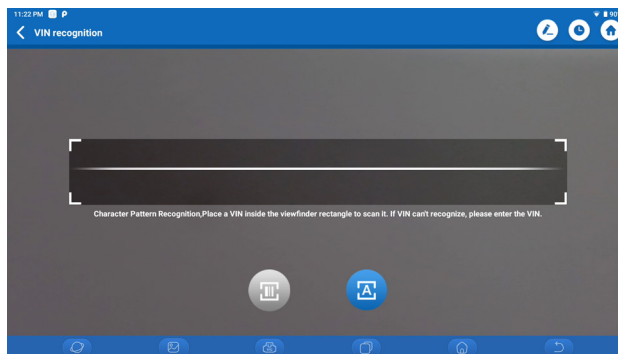 11:22 PM P 90
VIN recognition
Character Pattern Recognition,Place a VIN inside the viewfinder rectangle to scan it. If VIN can't recognize, please enter the VIN.
A